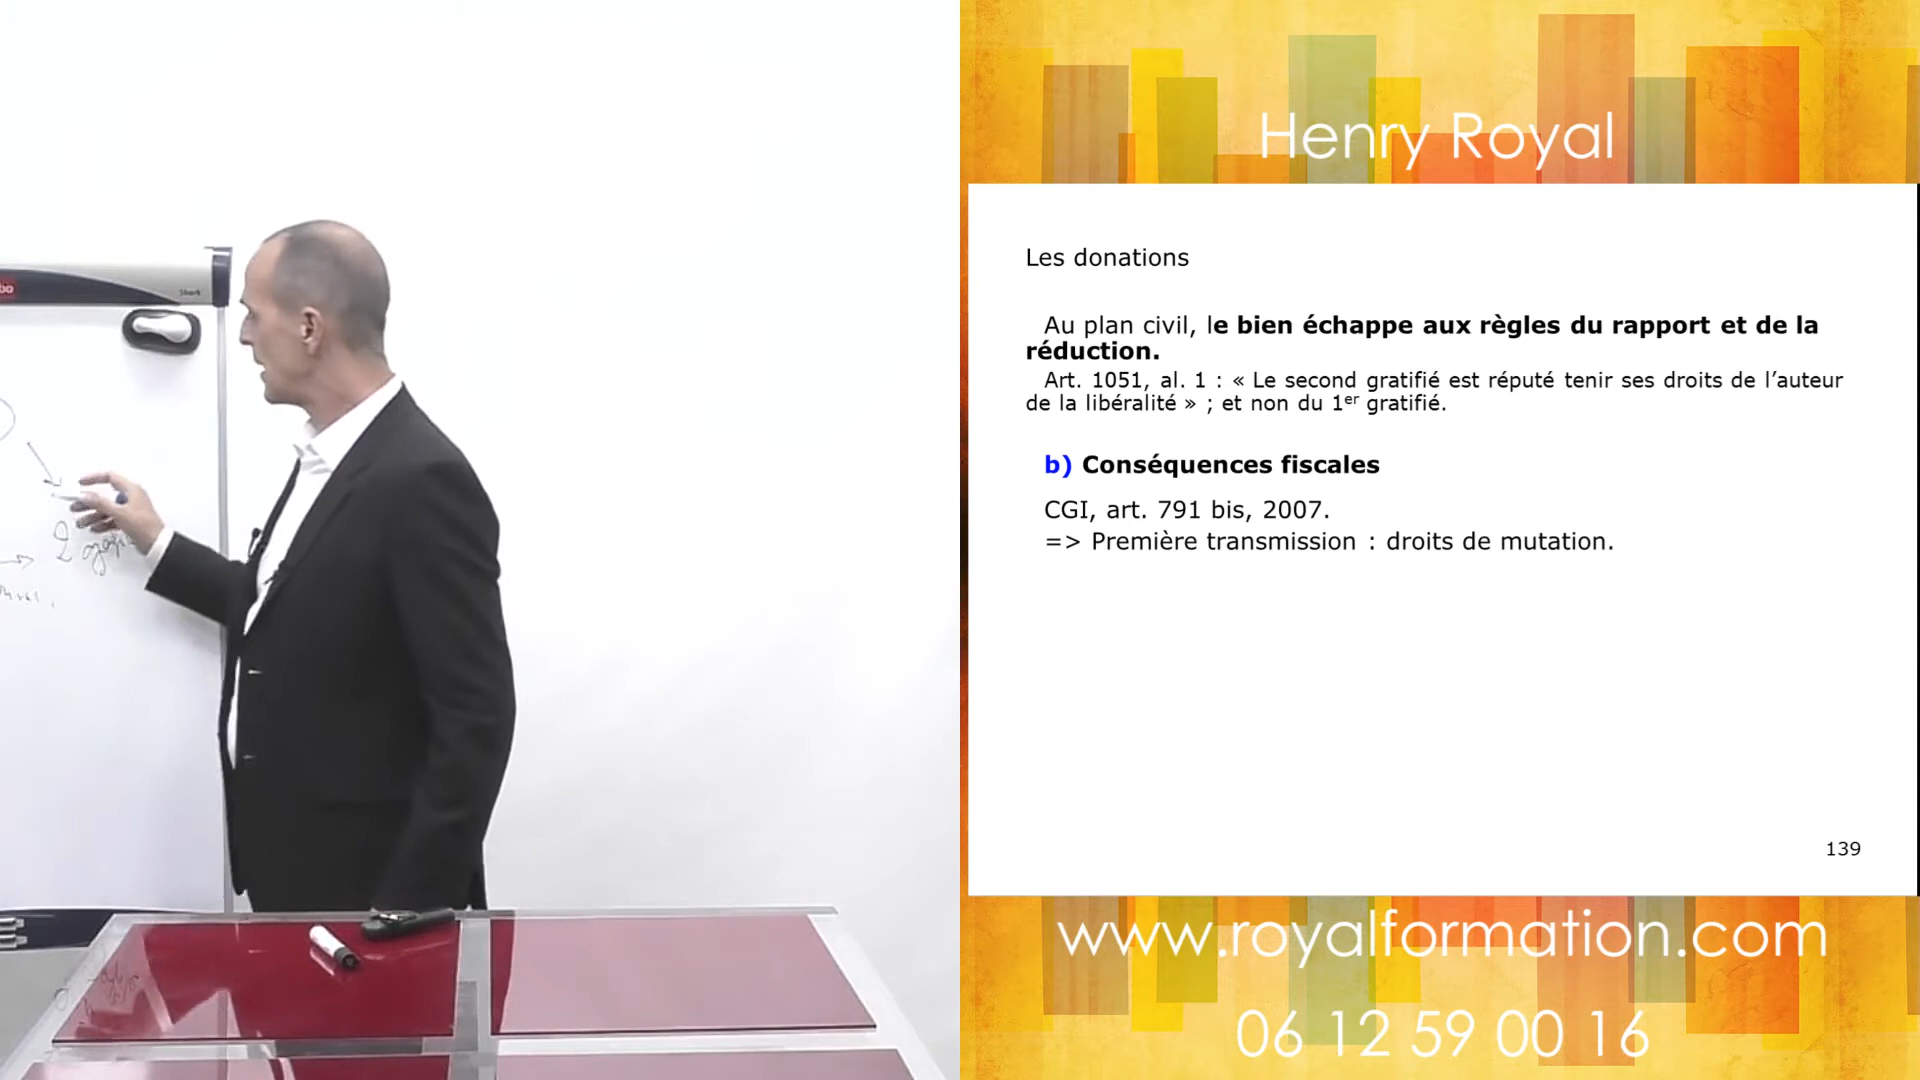 Henry Royal
Les donations
Au plan civil, le bien échappe aux règles du rapport et de la
réduction.
Art. 1051, al. 1 : « Le second gratifié est réputé tenir ses droits de l’auteur
de la libéralité » ; et non du 1er gratifié.
b) Conséquences fiscales
CGI, art. 791 bis, 2007.
=> Première transmission : droits de mutation.
139
www.royalformation.com
06 12 59 00 16